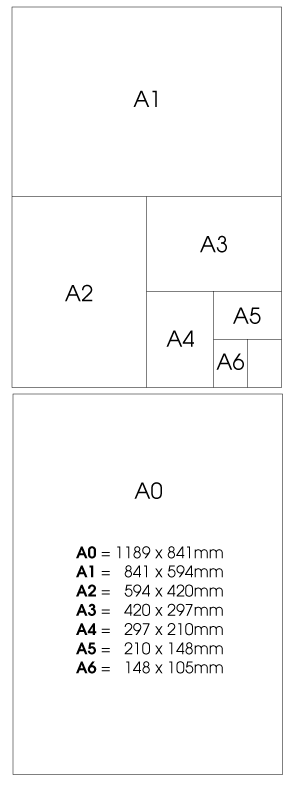 A1
A2
A3
A4
A5
A6
A0
A0 = 1189 x 841mm
A1 = 841 x 594mm
A2 = 594 x 420mm
A3 = 420 x 297mm
A4 = 297 x 210mm
A5 = 210 x 148mm
A6 = 148 x 105mm